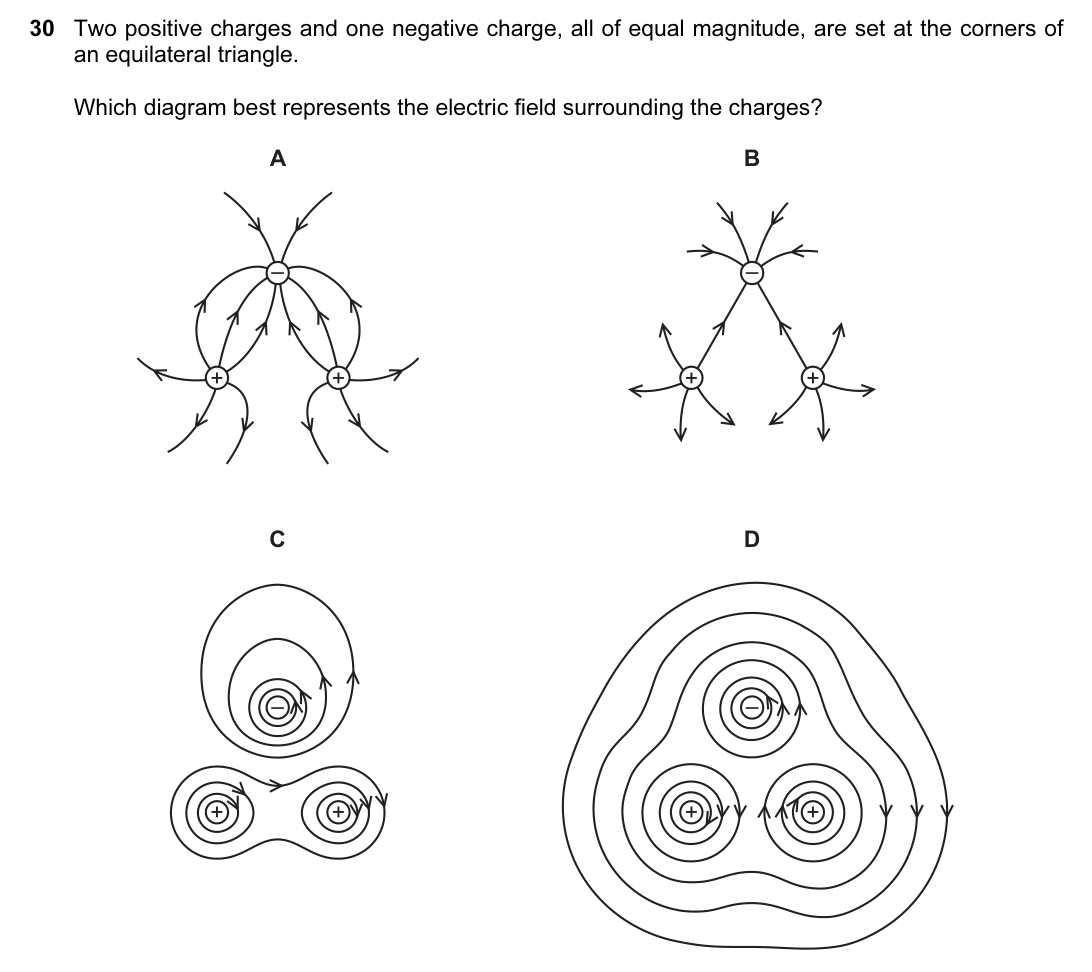 30 Two positive charges and one negative charge, all of equal magnitude, are set at the corners of
an equilateral triangle.
Which diagram best represents the electric field surrounding the charges?
A
B
−
−
+
+
+
+
C
D
−
−
+
+
+
+